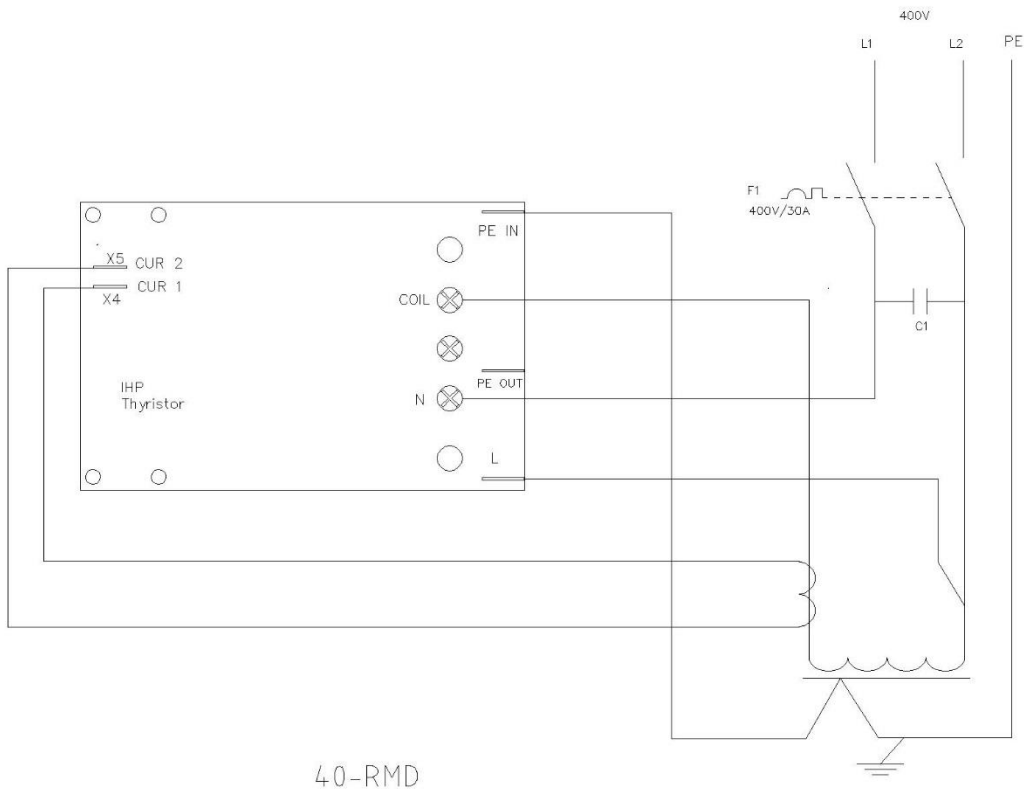 400V
L1 L2 PE
F1
400V/30A
PE IN
X5 CUR 2
CUR 1
X4
COIL
C1
PE OUT
IHP
Thyristor
N
L
40-RMD